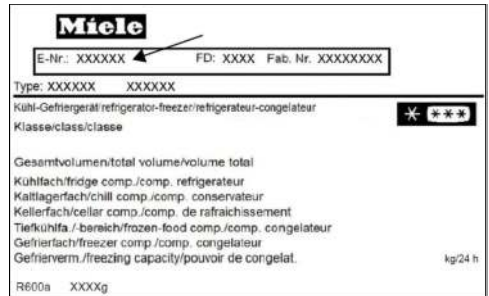 Miele
E-Nr.: XXXXXX FD: XXXX Fab. Nr. XXXXXXXX
Type: XXXXXX XXXXXX
Kühl-Gefriergerät/refrigerator-freezer/refrigerateur-congelateur
Klasse/class/classe
Gesamtvolumen/total volume/volume total
Kühlfach/fridge comp./comp. refrigerateur
Kaltlagerfach/chill comp./comp. conservateur
Kellerfach/cellar comp./comp. de rafraichissement
Tiefkühlfa./-bereich/frozen-food comp./comp. congelateur
Gefrierfach/freezer comp./comp. congelateur
Gefrierverm./freezing capacity/pouvoir de congelat. kg/24 h
R600a XXXXg